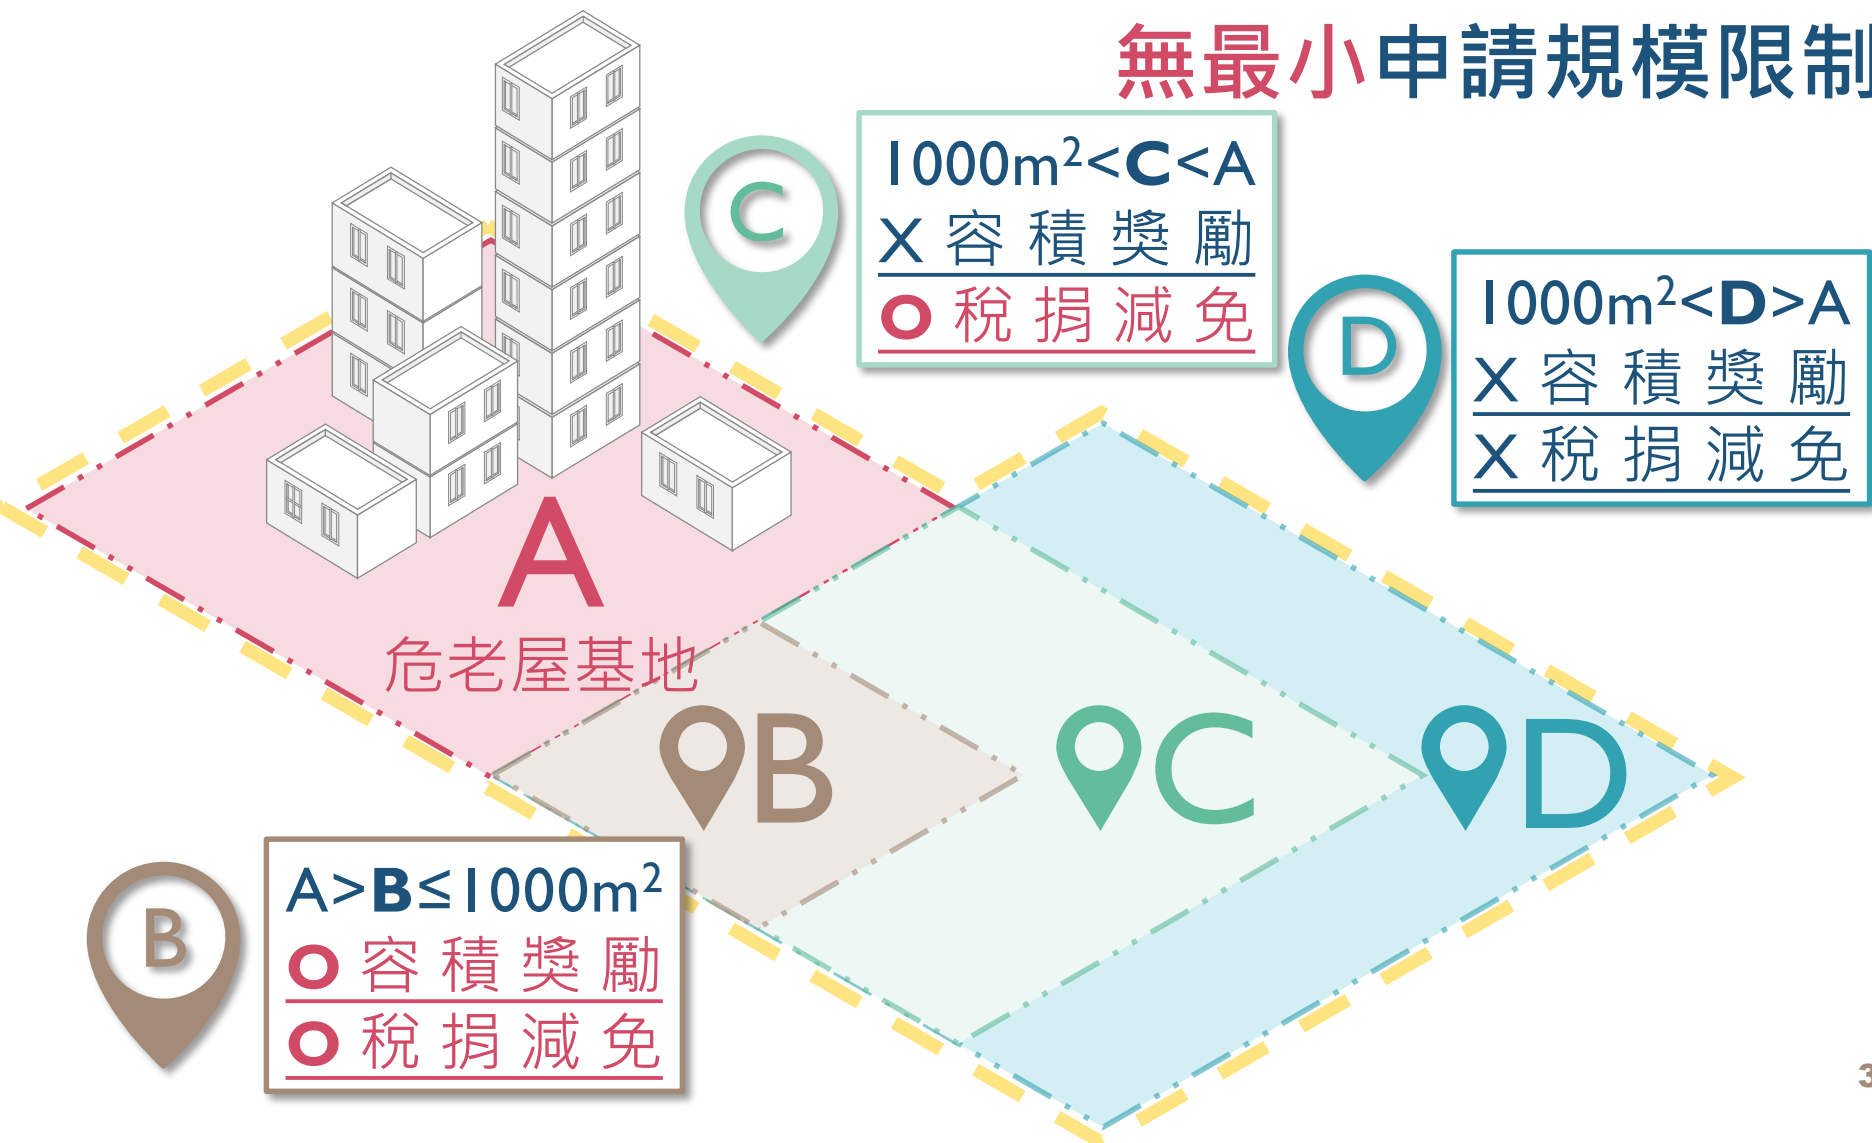 無最小申請規模限制
C
1000m²<C<A
X 容積獎勵
O 稅捐減免
D
1000m²<D>A
X 容積獎勵
X 稅捐減免
A
危老屋基地
B
C
D
B
A>B≤1000m²
O 容積獎勵
O 稅捐減免
3